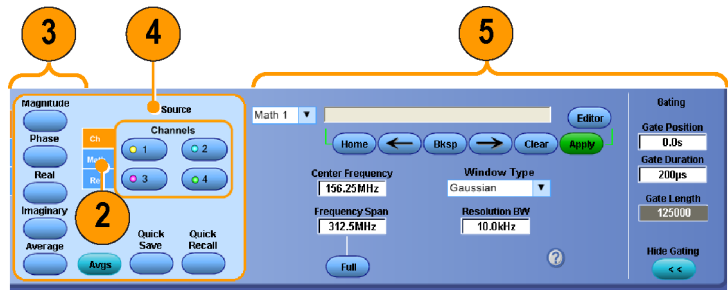 3
4
5
Magnitude
Phase
Real
Imaginary
Average
Source
Ch
Channels
1
2
3
4
2
Avgs
Quick
Save
Quick
Recall
Math 1
Editor
Home
←
Bksp
→
Clear
Apply
Center Frequency
156.25MHz
Window Type
Gaussian
Frequency Span
312.5MHz
Resolution BW
10.0kHz
Full
?
Gating
Gate Position
0.0s
Gate Duration
200µs
Gate Length
125000
Hide Gating
<<